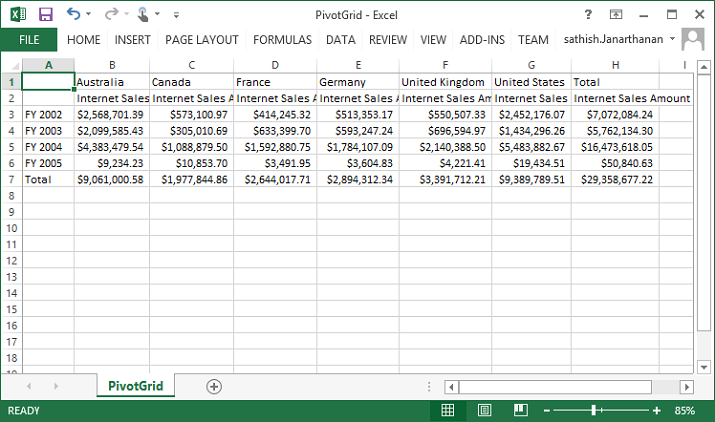 PivotGrid - Excel ?
FILE HOME INSERT PAGE LAYOUT FORMULAS DATA REVIEW VIEW ADD-INS TEAM sathish.Janarthanan
A B C D E F G H I
1 Australia Canada France Germany United Kingdom United States Total
2 Internet Sales Internet Sales A Internet Sales A Internet Sales A Internet Sales Am Internet Sales Internet Sales Amount
3 FY 2002 $2,568,701.39 $573,100.97 $414,245.32 $513,353.17 $550,507.33 $2,452,176.07 $7,072,084.24
4 FY 2003 $2,099,585.43 $305,010.69 $633,399.70 $593,247.24 $696,594.97 $1,434,296.26 $5,762,134.30
5 FY 2004 $4,383,479.54 $1,088,879.50 $1,592,880.75 $1,784,107.09 $2,140,388.50 $5,483,882.67 $16,473,618.05
6 FY 2005 $9,234.23 $10,853.70 $3,491.95 $3,604.83 $4,221.41 $19,434.51 $50,840.63
7 Total $9,061,000.58 $1,977,844.86 $2,644,017.71 $2,894,312.34 $3,391,712.21 $9,389,789.51 $29,358,677.22
8
9
10
11
12
13
14
15
16
17
18
PivotGrid
READY 85%